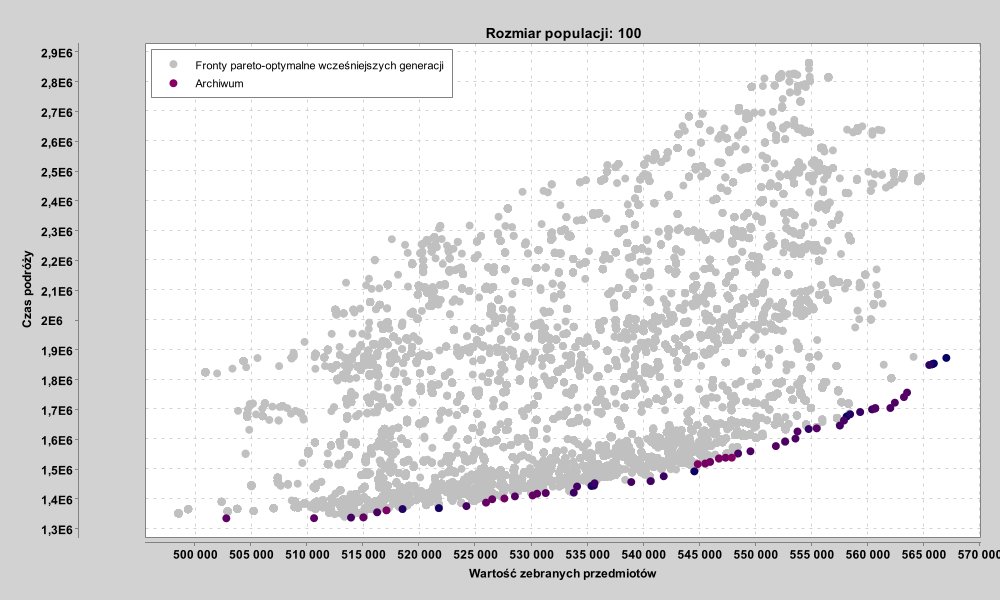 Rozmiar populacji: 100
Fronty pareto-optymalne wcześniejszych generacji
Archiwum
Czas podróży
2,9E6
2,8E6
2,7E6
2,6E6
2,5E6
2,4E6
2,3E6
2,2E6
2,1E6
2E6
1,9E6
1,8E6
1,7E6
1,6E6
1,5E6
1,4E6
1,3E6
500 000 505 000 510 000 515 000 520 000 525 000 530 000 535 000 540 000 545 000 550 000 555 000 560 000 565 000 570 000
Wartość zebranych przedmiotów